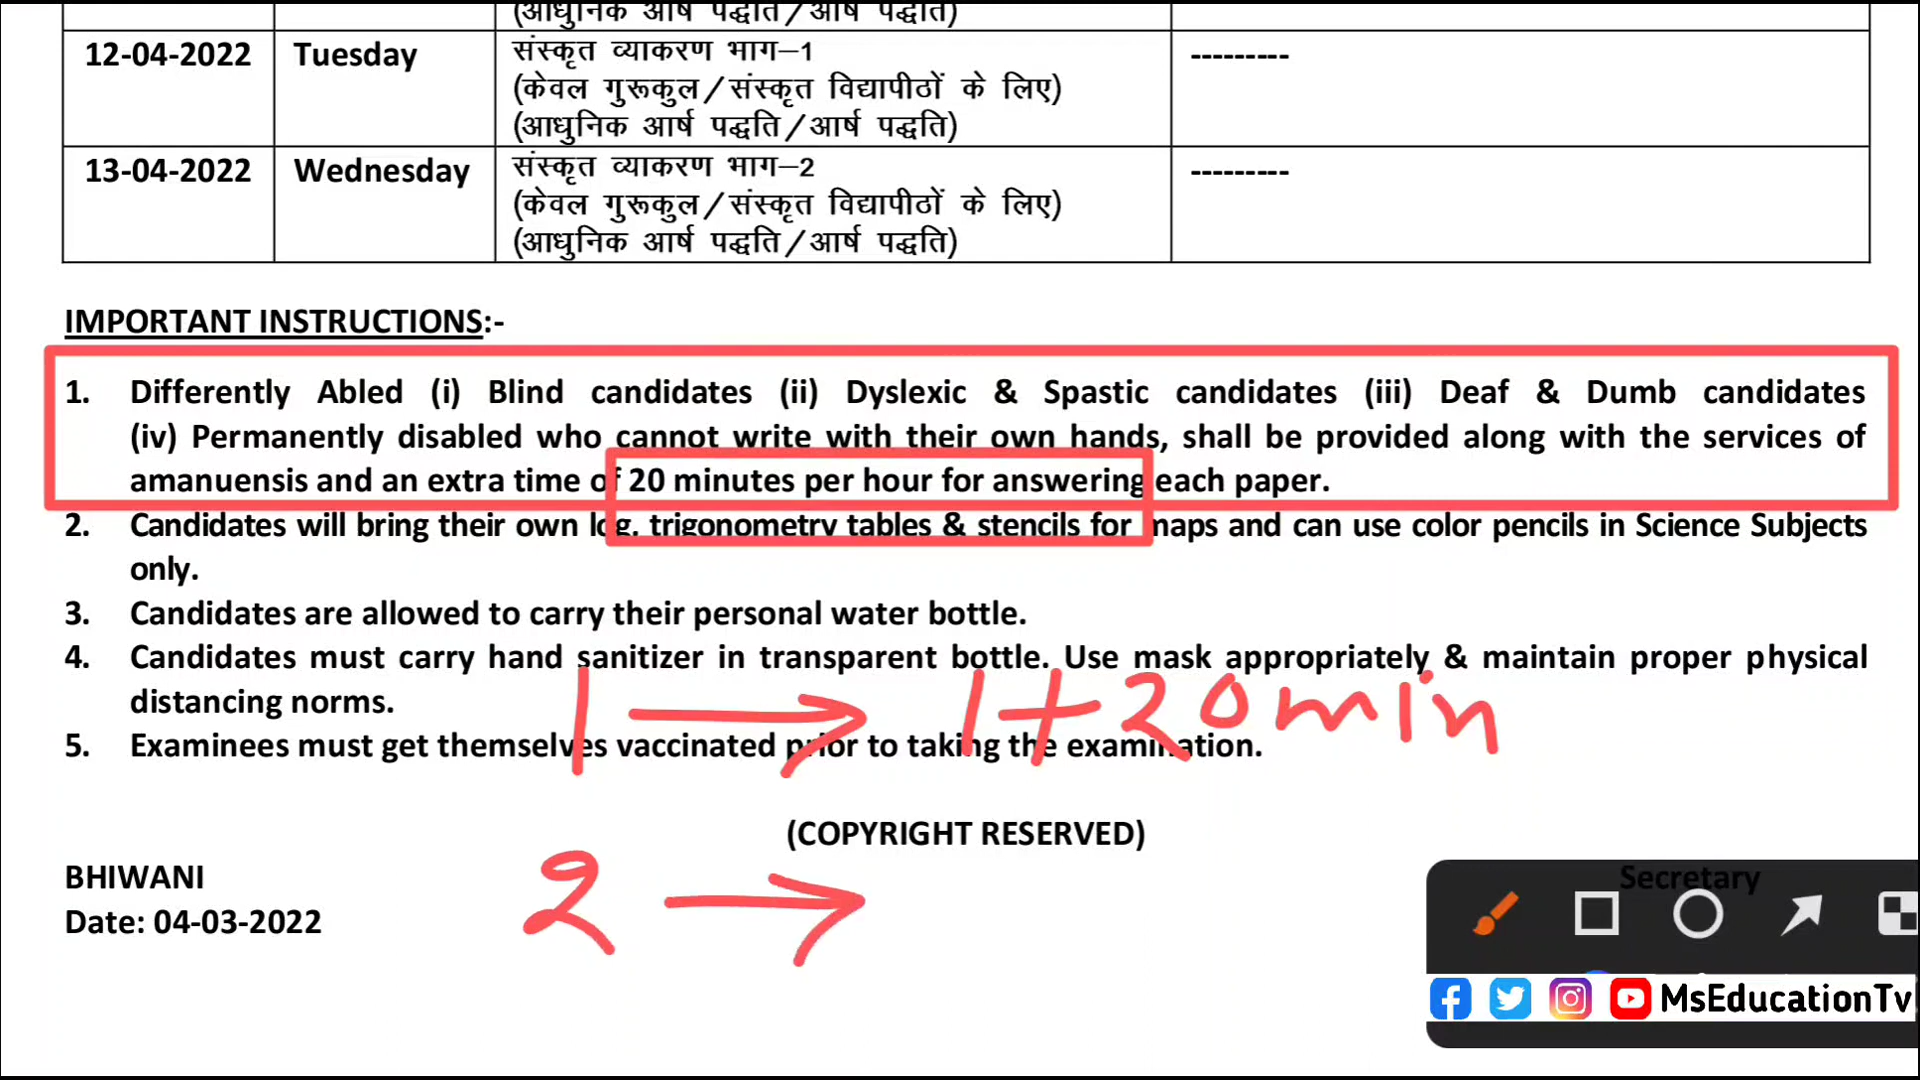 (आधुनिक आर्ष पद्धति/आर्ष पद्धति)
12-04-2022 Tuesday संस्कृत व्याकरण भाग–1 ---------
(केवल गुरूकुल/संस्कृत विद्यापीठों के लिए)
(आधुनिक आर्ष पद्धति/आर्ष पद्धति)
13-04-2022 Wednesday संस्कृत व्याकरण भाग–2 ---------
(केवल गुरूकुल/संस्कृत विद्यापीठों के लिए)
(आधुनिक आर्ष पद्धति/आर्ष पद्धति)
IMPORTANT INSTRUCTIONS:-
1. Differently Abled (i) Blind candidates (ii) Dyslexic & Spastic candidates (iii) Deaf & Dumb candidates
(iv) Permanently disabled who cannot write with their own hands, shall be provided along with the services of
amanuensis and an extra time of 20 minutes per hour for answering each paper.
2. Candidates will bring their own log, trigonometry tables & stencils for maps and can use color pencils in Science Subjects
only.
3. Candidates are allowed to carry their personal water bottle.
4. Candidates must carry hand sanitizer in transparent bottle. Use mask appropriately & maintain proper physical
distancing norms.
1 → 1+20min
5. Examinees must get themselves vaccinated prior to taking the examination.
(COPYRIGHT RESERVED)
BHIWANI
Secretary
2 →
Date: 04-03-2022
MsEducationTv